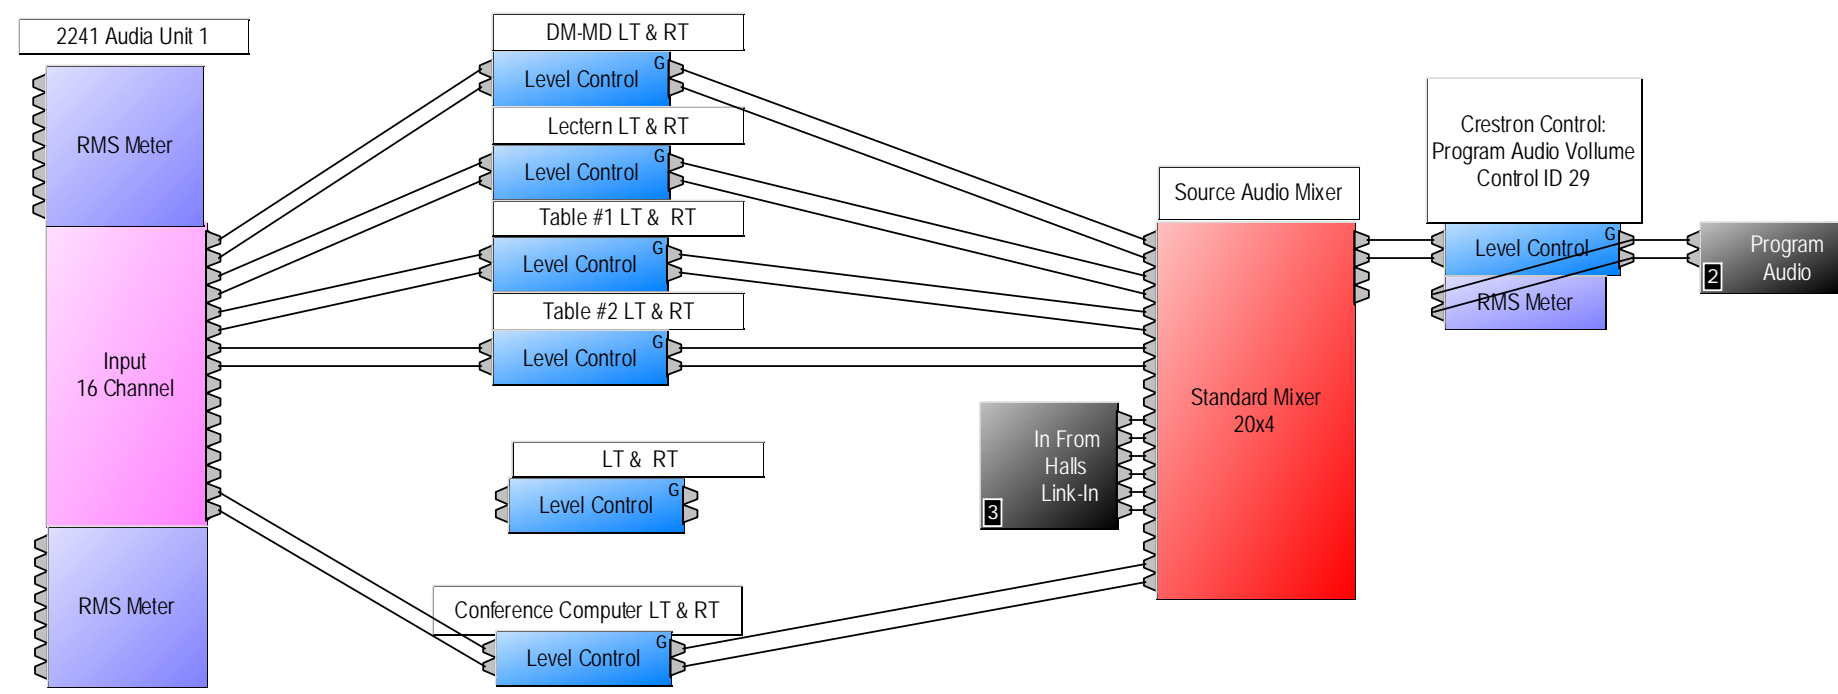 2241 Audia Unit 1
RMS Meter
Input
16 Channel
RMS Meter
DM-MD LT & RT
Level Control
G
Lectern LT & RT
Level Control
G
Table #1 LT & RT
Level Control
G
Table #2 LT & RT
Level Control
G
LT & RT
Level Control
G
Conference Computer LT & RT
Level Control
G
In From
Halls
Link-In
3
Source Audio Mixer
Standard Mixer
20x4
Crestron Control:
Program Audio Vollume
Control ID 29
Level Control
G
RMS Meter
Program
Audio
2